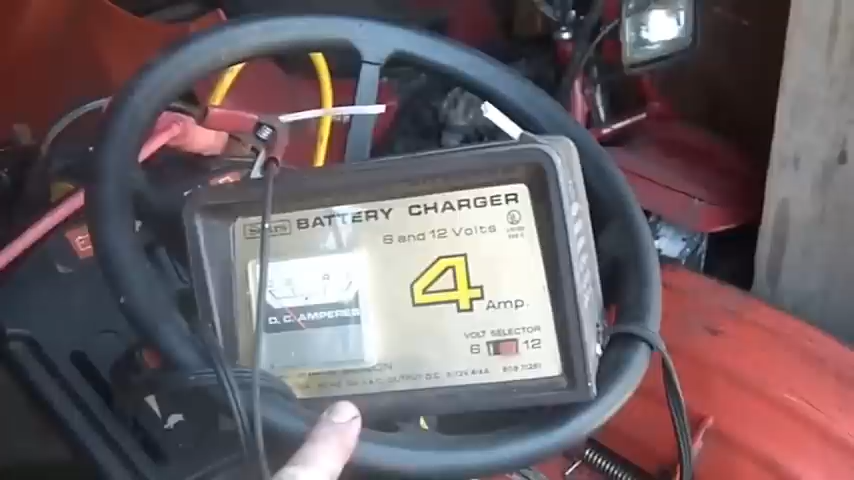 Sears BATTERY CHARGER
6 and 12 Volts
4 Amp.
D.C. AMPERES
VOLT SELECTOR
6 12